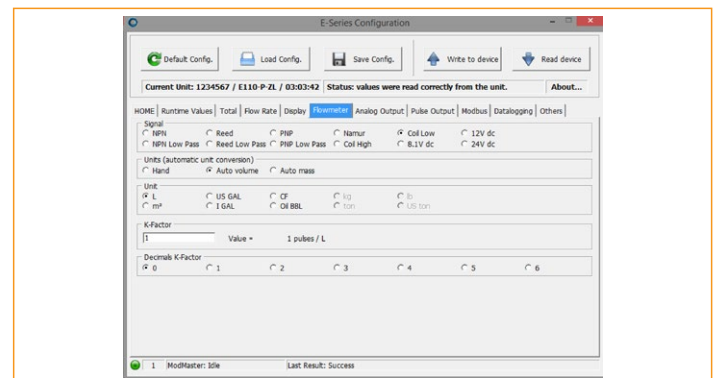 E-Series Configuration
Default Config. Load Config. Save Config. Write to device Read device
Current Unit: 1234567 / E110-P-ZL / 03:03:42 Status: values were read correctly from the unit. About...
HOME Runtime Values Total Flow Rate Display Flowmeter Analog Output Pulse Output Modbus Datalogging Others
Signal
NPN Reed PNP Namur Coil Low 12V dc
NPN Low Pass Reed Low Pass PNP Low Pass Coil High 8.1V dc 24V dc
Units (automatic unit conversion)
Hand Auto volume Auto mass
Unit
L US GAL CF kg lb
m³ I GAL Oil BBL ton US ton
K-Factor
1 Value = 1 pulses / L
Decimals K-Factor
0 1 2 3 4 5 6
1 ModMaster: Idle Last Result: Success